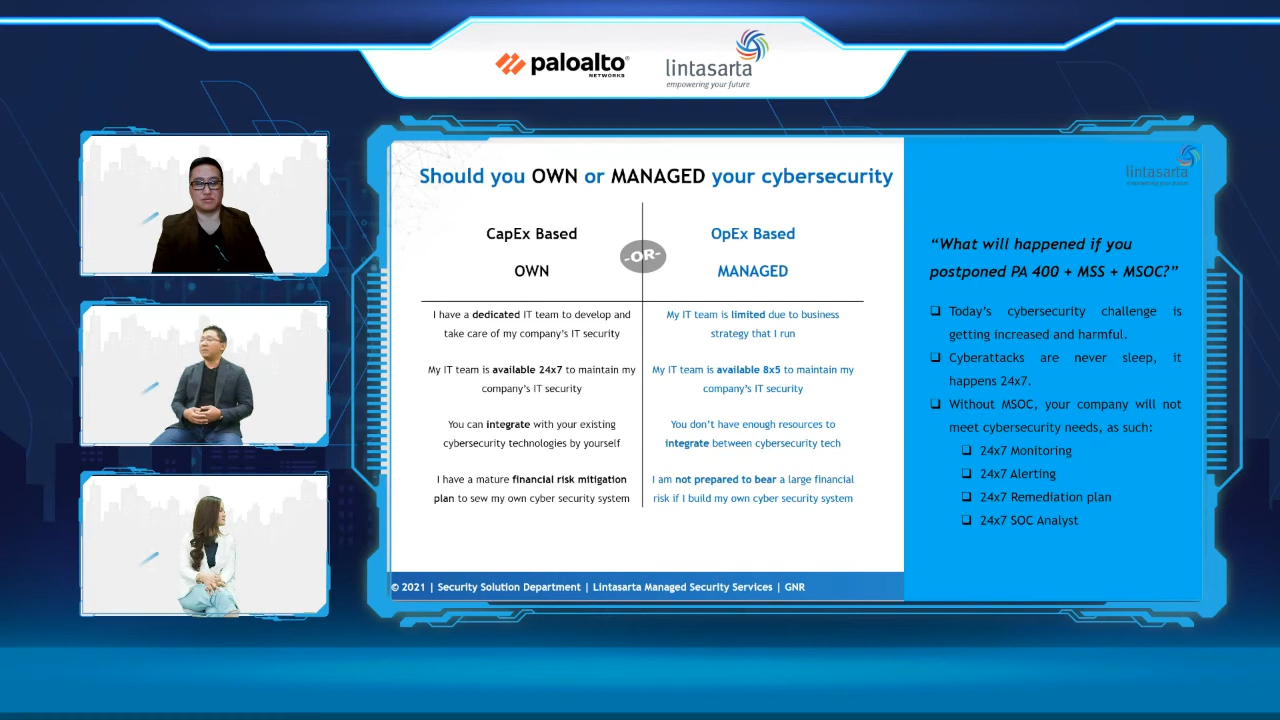 paloalto
NETWORKS
lintasarta
empowering your future
Should you OWN or MANAGED your cybersecurity
CapEx Based
OWN
-OR-
OpEx Based
MANAGED
I have a dedicated IT team to develop and
take care of my company's IT security
My IT team is limited due to business
strategy that I run
My IT team is available 24x7 to maintain my
company's IT security
My IT team is available 8x5 to maintain my
company's IT security
You can integrate with your existing
cybersecurity technologies by yourself
You don't have enough resources to
integrate between cybersecurity tech
I have a mature financial risk mitigation
plan to sew my own cyber security system
I am not prepared to bear a large financial
risk if I build my own cyber security system
© 2021 | Security Solution Department | Lintasarta Managed Security Services | GNR
lintasarta
empowering your future
“What will happened if you
postponed PA 400 + MSS + MSOC?”
Today's cybersecurity challenge is
getting increased and harmful.
Cyberattacks are never sleep, it
happens 24x7.
Without MSOC, your company will not
meet cybersecurity needs, as such:
24x7 Monitoring
24x7 Alerting
24x7 Remediation plan
24x7 SOC Analyst